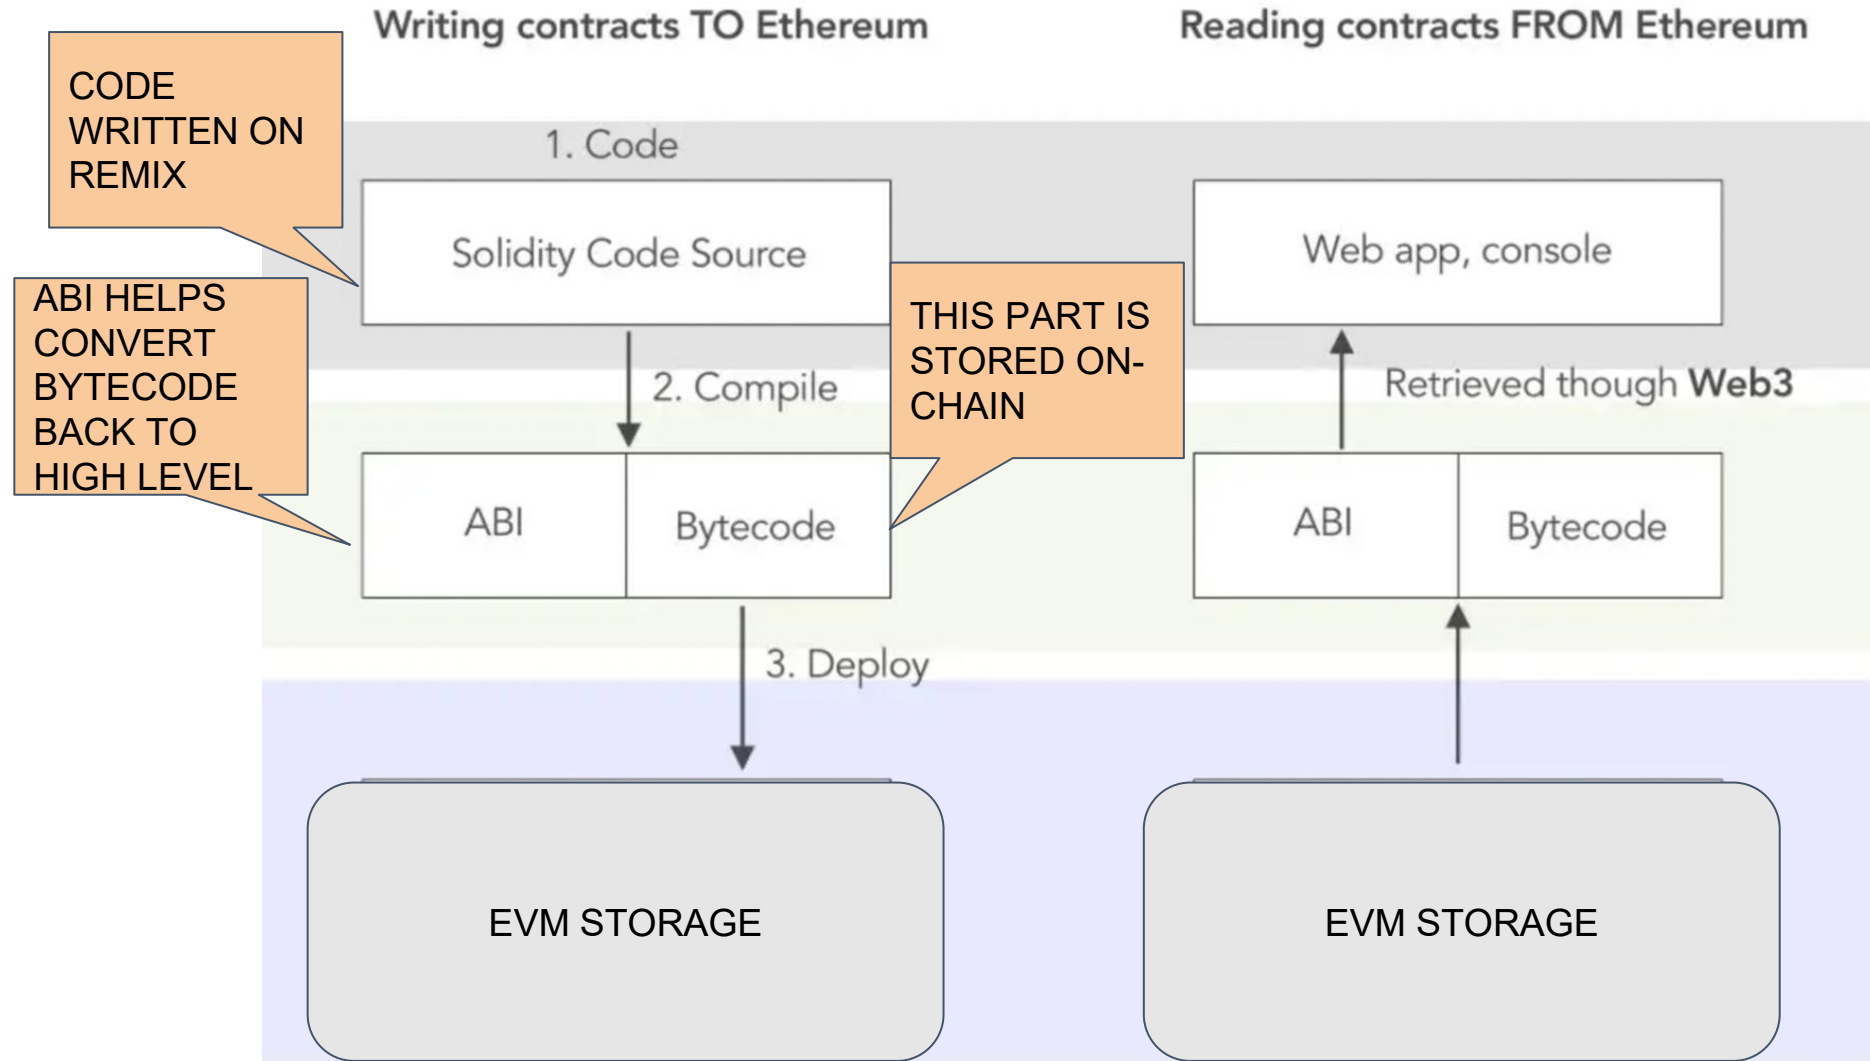 Writing contracts TO Ethereum
Reading contracts FROM Ethereum
CODE
WRITTEN ON
REMIX
1. Code
Solidity Code Source
Web app, console
ABI HELPS
CONVERT
BYTECODE
BACK TO
HIGH LEVEL
THIS PART IS
STORED ON-
CHAIN
2. Compile
Retrieved though Web3
ABI
Bytecode
ABI
Bytecode
3. Deploy
EVM STORAGE
EVM STORAGE